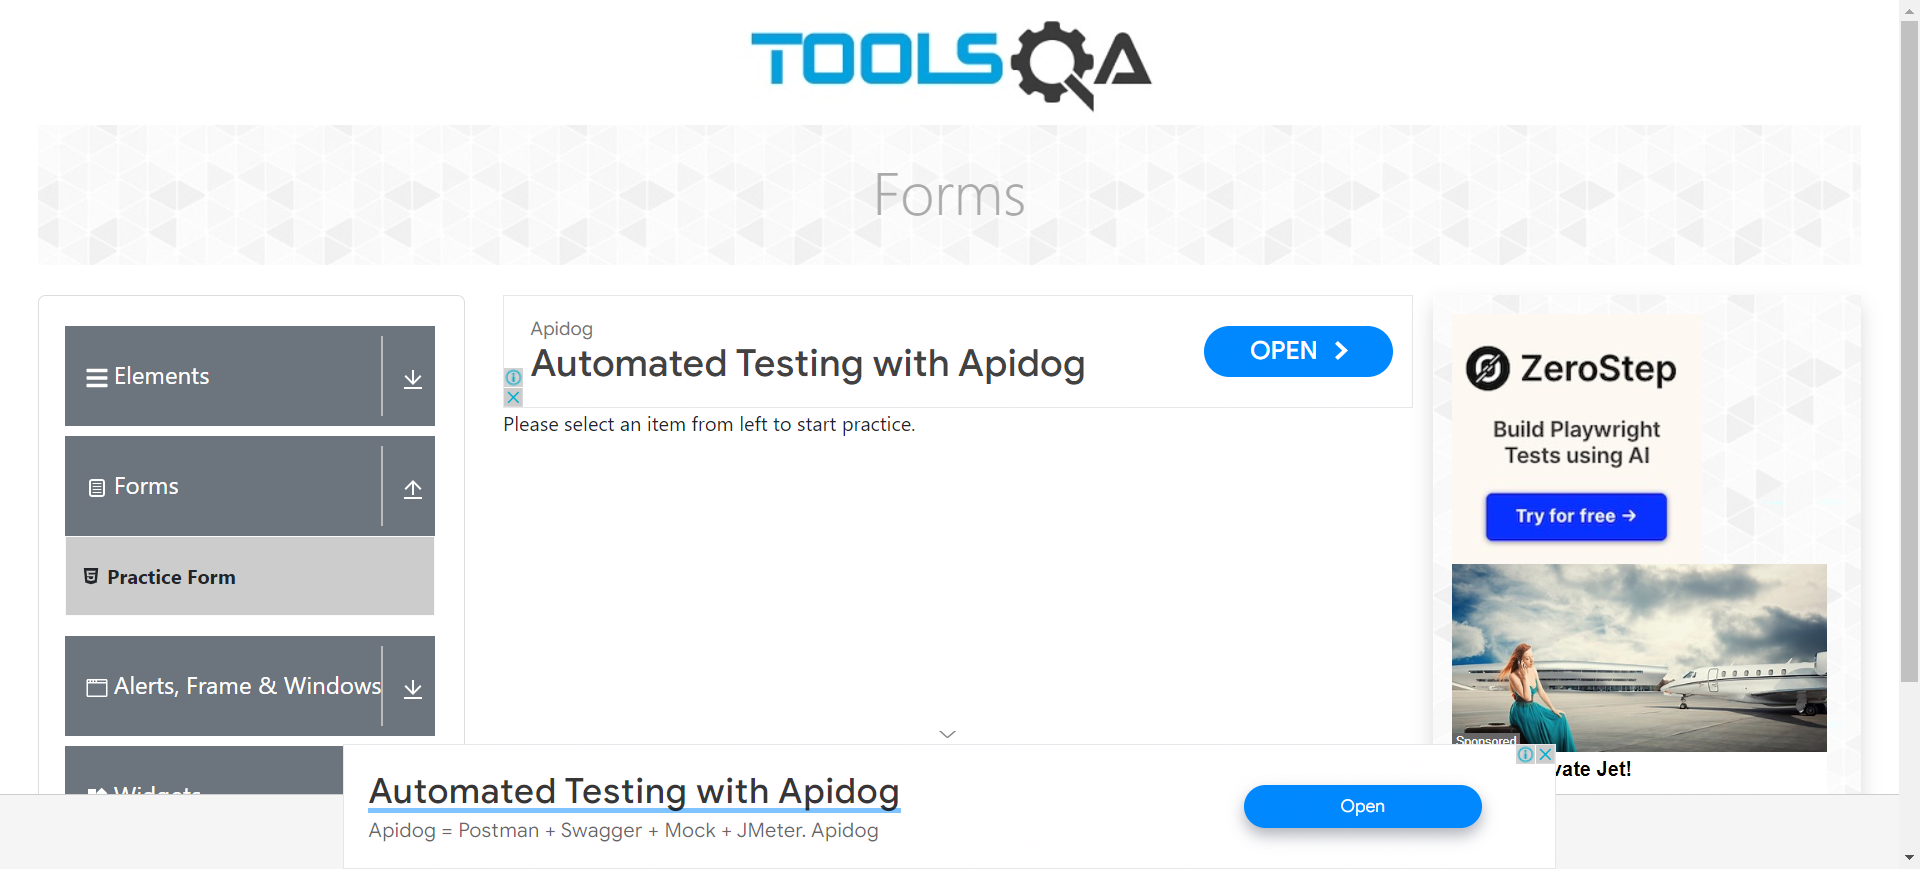 TOOLSQA
Forms
Elements
Forms
Practice Form
Alerts, Frame & Windows
Widgets
Apidog
Automated Testing with Apidog
OPEN
Please select an item from left to start practice.
ZeroStep
Build Playwright
Tests using AI
Try for free →
Sponsored
vate Jet!
Automated Testing with Apidog
Apidog = Postman + Swagger + Mock + JMeter. Apidog
Open